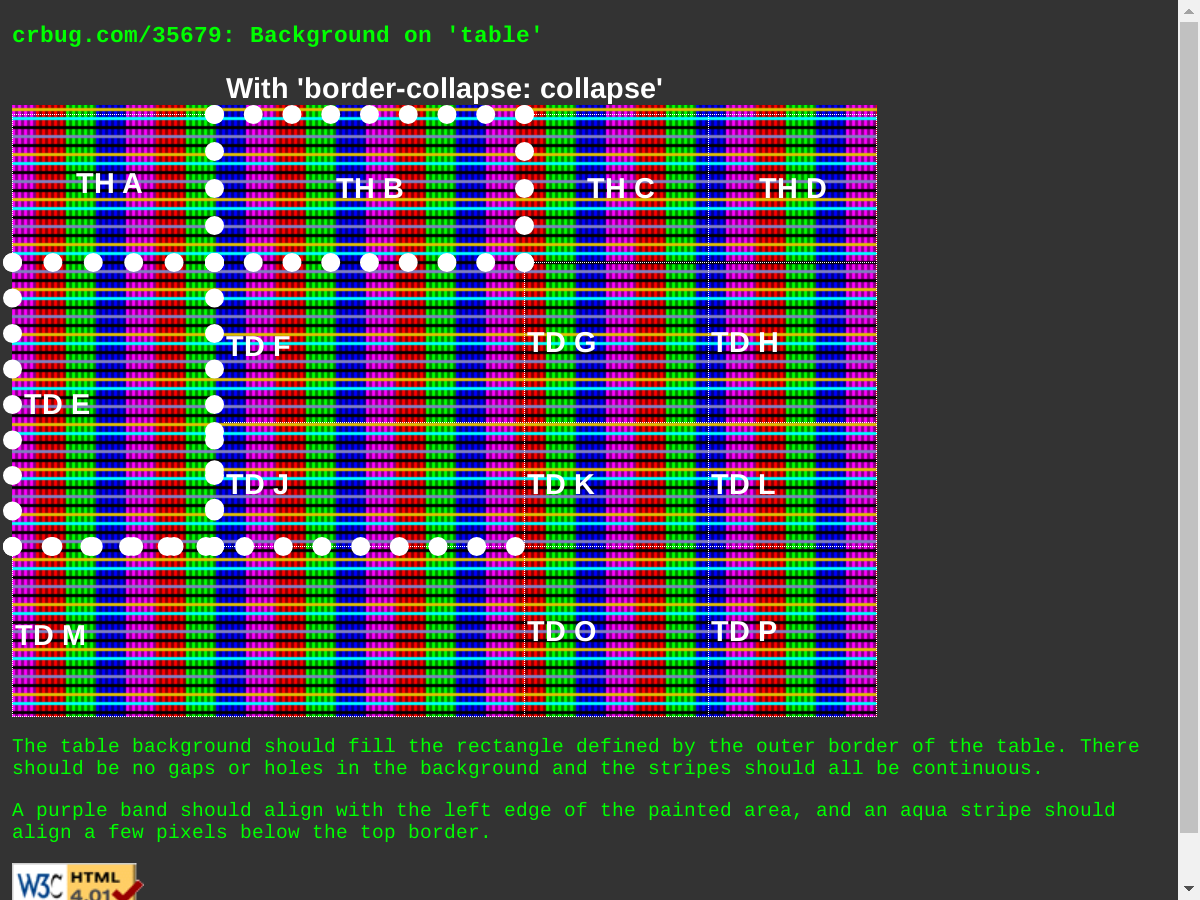 crbug.com/35679: Background on 'table'
With 'border-collapse: collapse'
TH A
TH B
TH C
TH D
TD E
TD F
TD G
TD H
TD J
TD K
TD L
TD M
TD O
TD P
The table background should fill the rectangle defined by the outer border of the table. There
should be no gaps or holes in the background and the stripes should all be continuous.
A purple band should align with the left edge of the painted area, and an aqua stripe should
align a few pixels below the top border.
W3C HTML
4.01